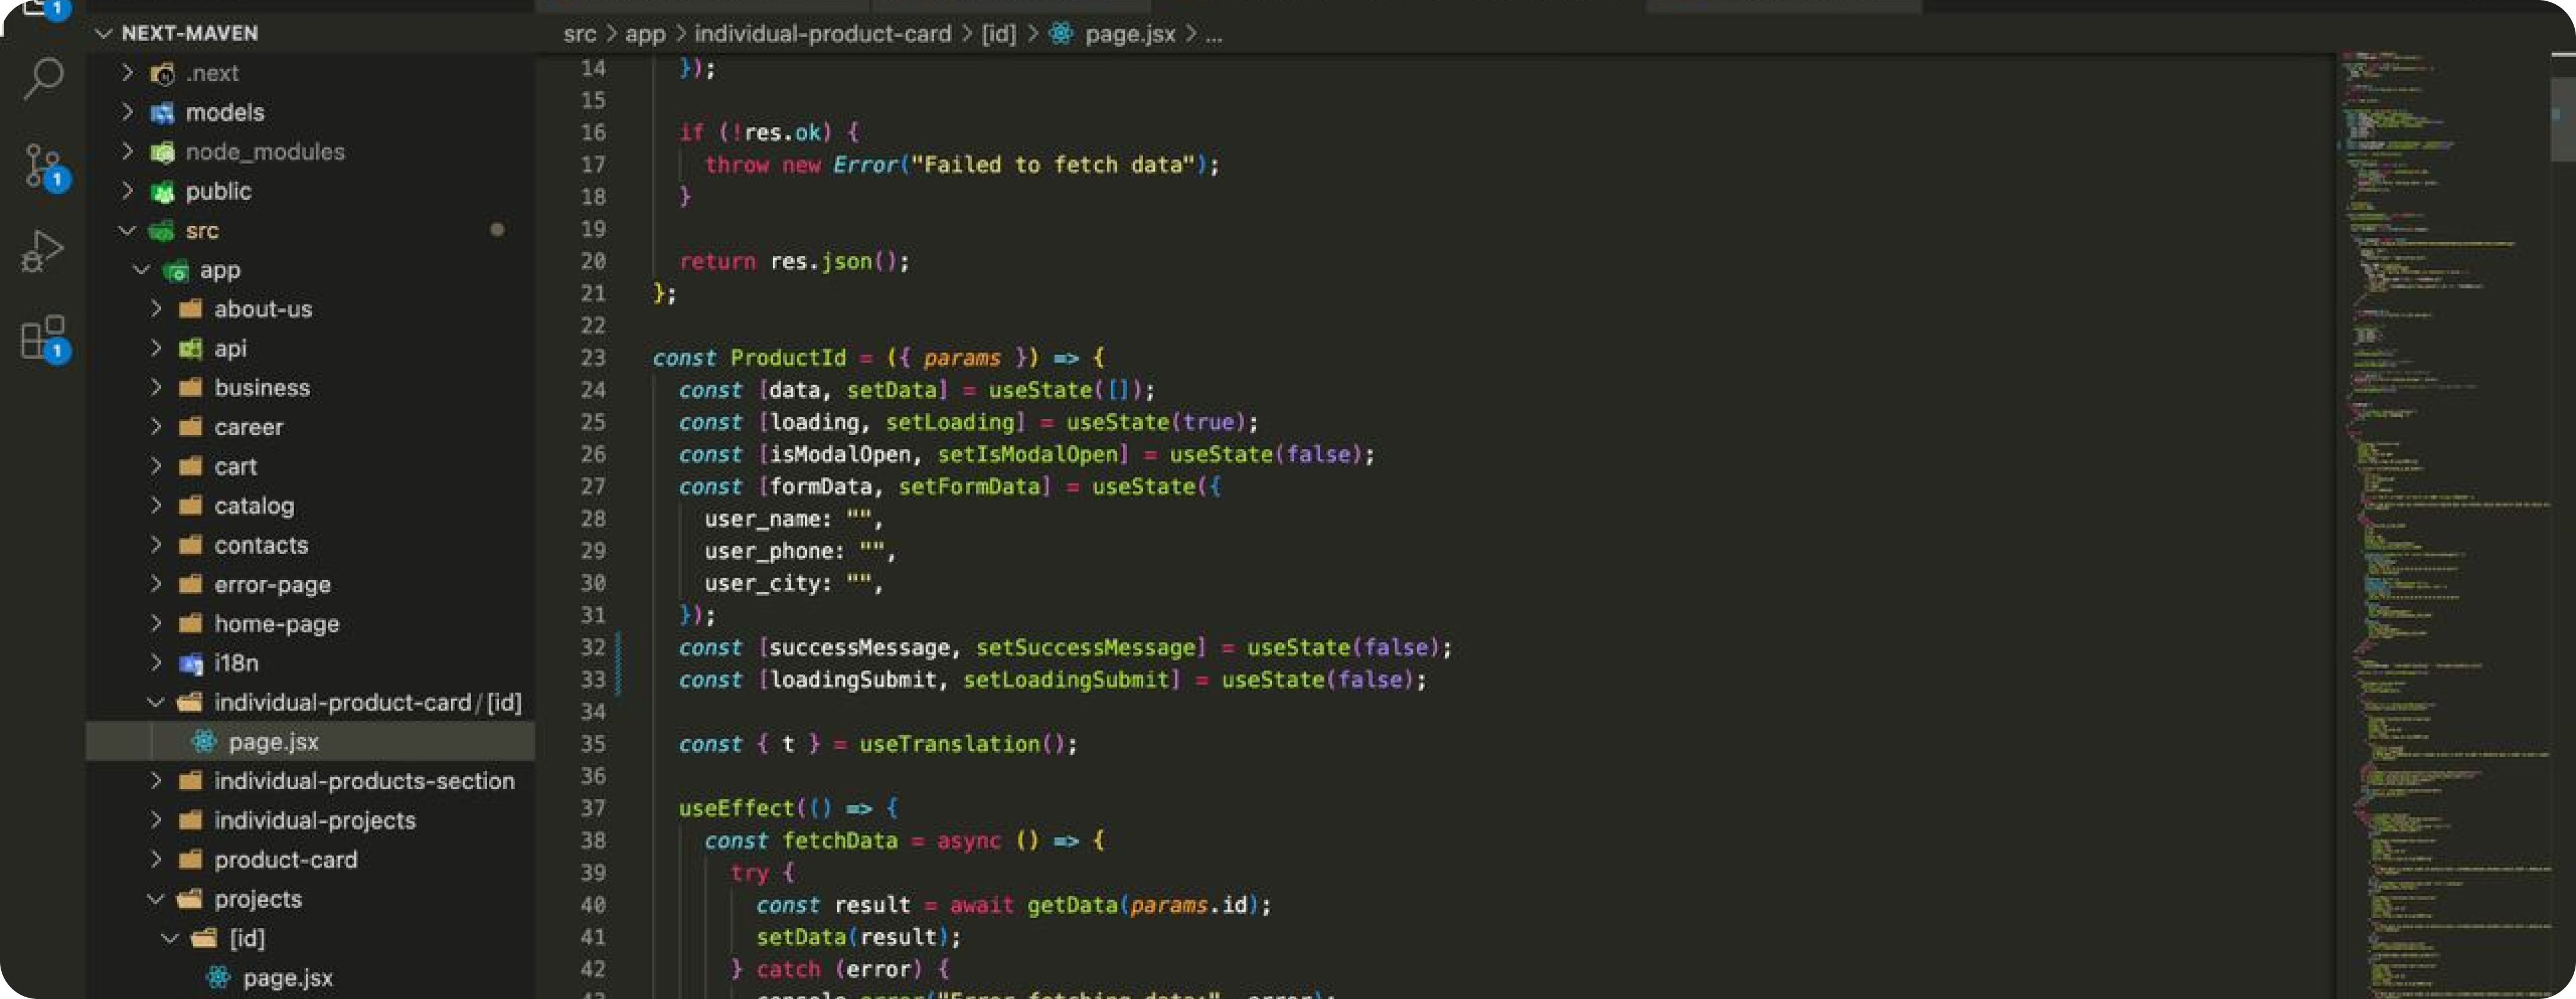 1
1
1
NEXT-MAVEN
.next
models
node_modules
public
src
app
about-us
api
business
career
cart
catalog
contacts
error-page
home-page
i18n
individual-product-card/[id]
page.jsx
individual-products-section
individual-projects
product-card
projects
[id]
page.jsx
src > app > individual-product-card > [id] > page.jsx > ...
14 });
15
16 if (!res.ok) {
17 throw new Error("Failed to fetch data");
18 }
19
20 return res.json();
21 };
22
23 const ProductId = ({ params }) => {
24 const [data, setData] = useState([]);
25 const [loading, setLoading] = useState(true);
26 const [isModalOpen, setIsModalOpen] = useState(false);
27 const [formData, setFormData] = useState({
28 user_name: "",
29 user_phone: "",
30 user_city: "",
31 });
32 const [successMessage, setSuccessMessage] = useState(false);
33 const [loadingSubmit, setLoadingSubmit] = useState(false);
34
35 const { t } = useTranslation();
36
37 useEffect(() => {
38 const fetchData = async () => {
39 try {
40 const result = await getData(params.id);
41 setData(result);
42 } catch (error) {
console.error("Error fetching data:", error);